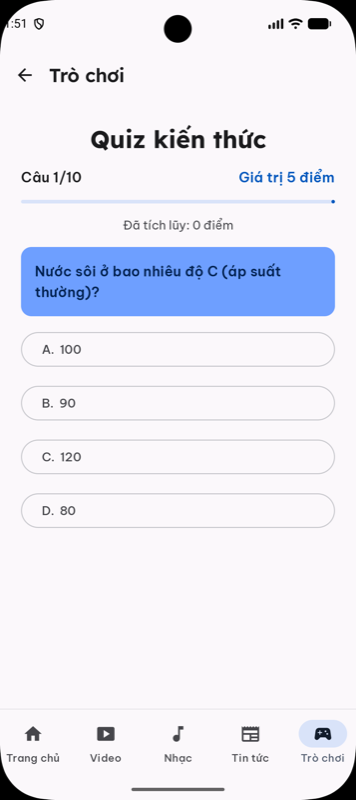 :51
Trò chơi
Quiz kiến thức
Câu 1/10
Giá trị 5 điểm
Đã tích lũy: 0 điểm
Nước sôi ở bao nhiêu độ C (áp suất
thường)?
A. 100
B. 90
C. 120
D. 80
Trang chủ
Video
Nhạc
Tin tức
Trò chơi